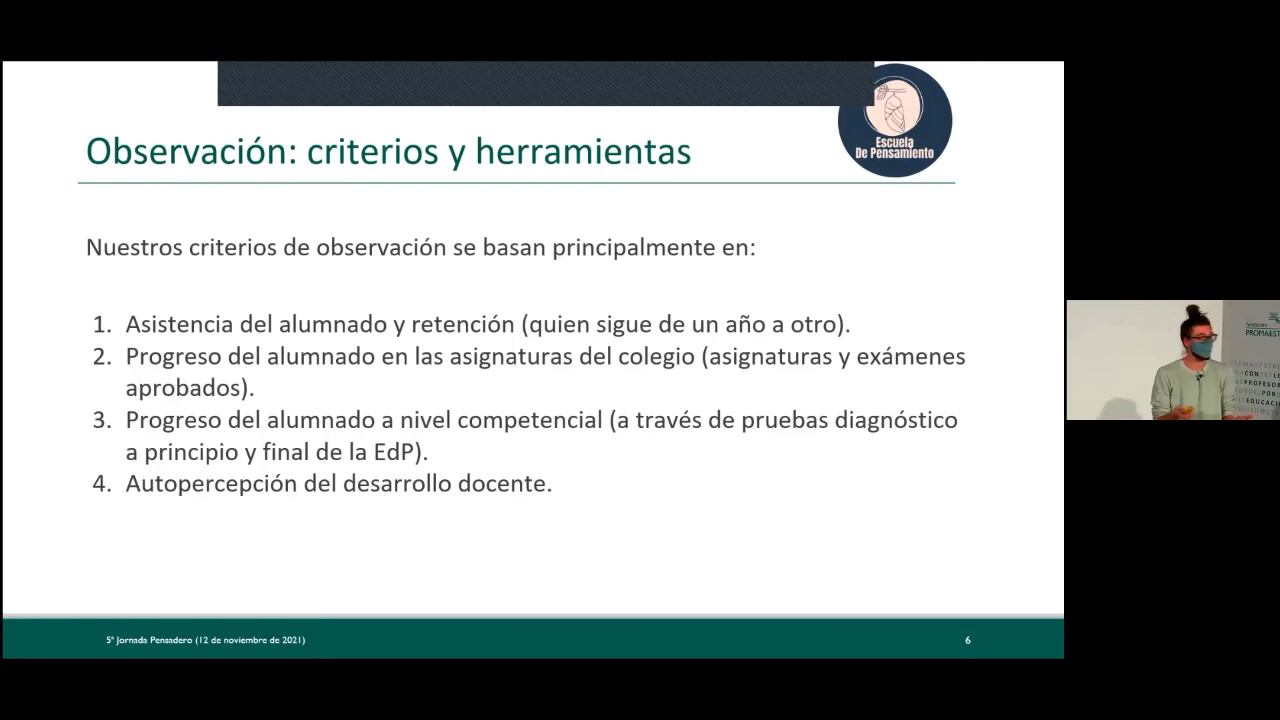 Escuela
De Pensamiento
Observación: criterios y herramientas
Nuestros criterios de observación se basan principalmente en:
1. Asistencia del alumnado y retención (quien sigue de un año a otro).
2. Progreso del alumnado en las asignaturas del colegio (asignaturas y exámenes
aprobados).
3. Progreso del alumnado a nivel competencial (a través de pruebas diagnóstico
a principio y final de la EdP).
4. Autopercepción del desarrollo docente.
5ª Jornada Pensadero (12 de noviembre de 2021)
6
fundación